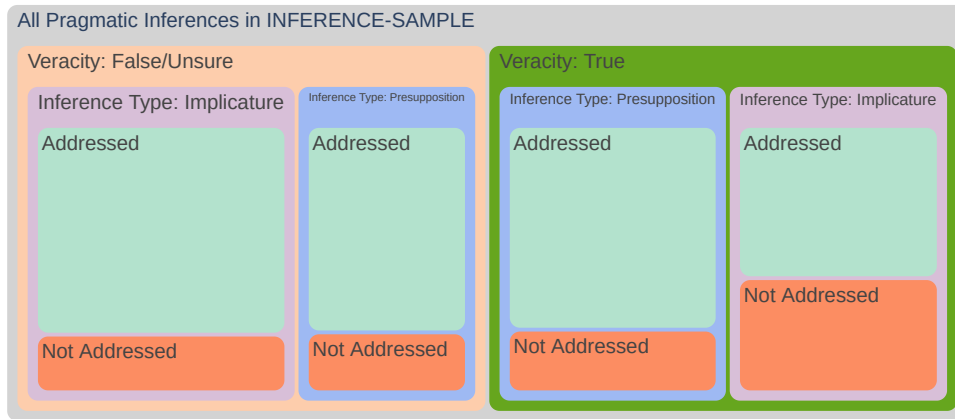 All Pragmatic Inferences in INFERENCE-SAMPLE
Veracity: False/Unsure
Inference Type: Implicature
Addressed
Not Addressed
Inference Type: Presupposition
Addressed
Not Addressed
Veracity: True
Inference Type: Presupposition
Addressed
Not Addressed
Inference Type: Implicature
Addressed
Not Addressed